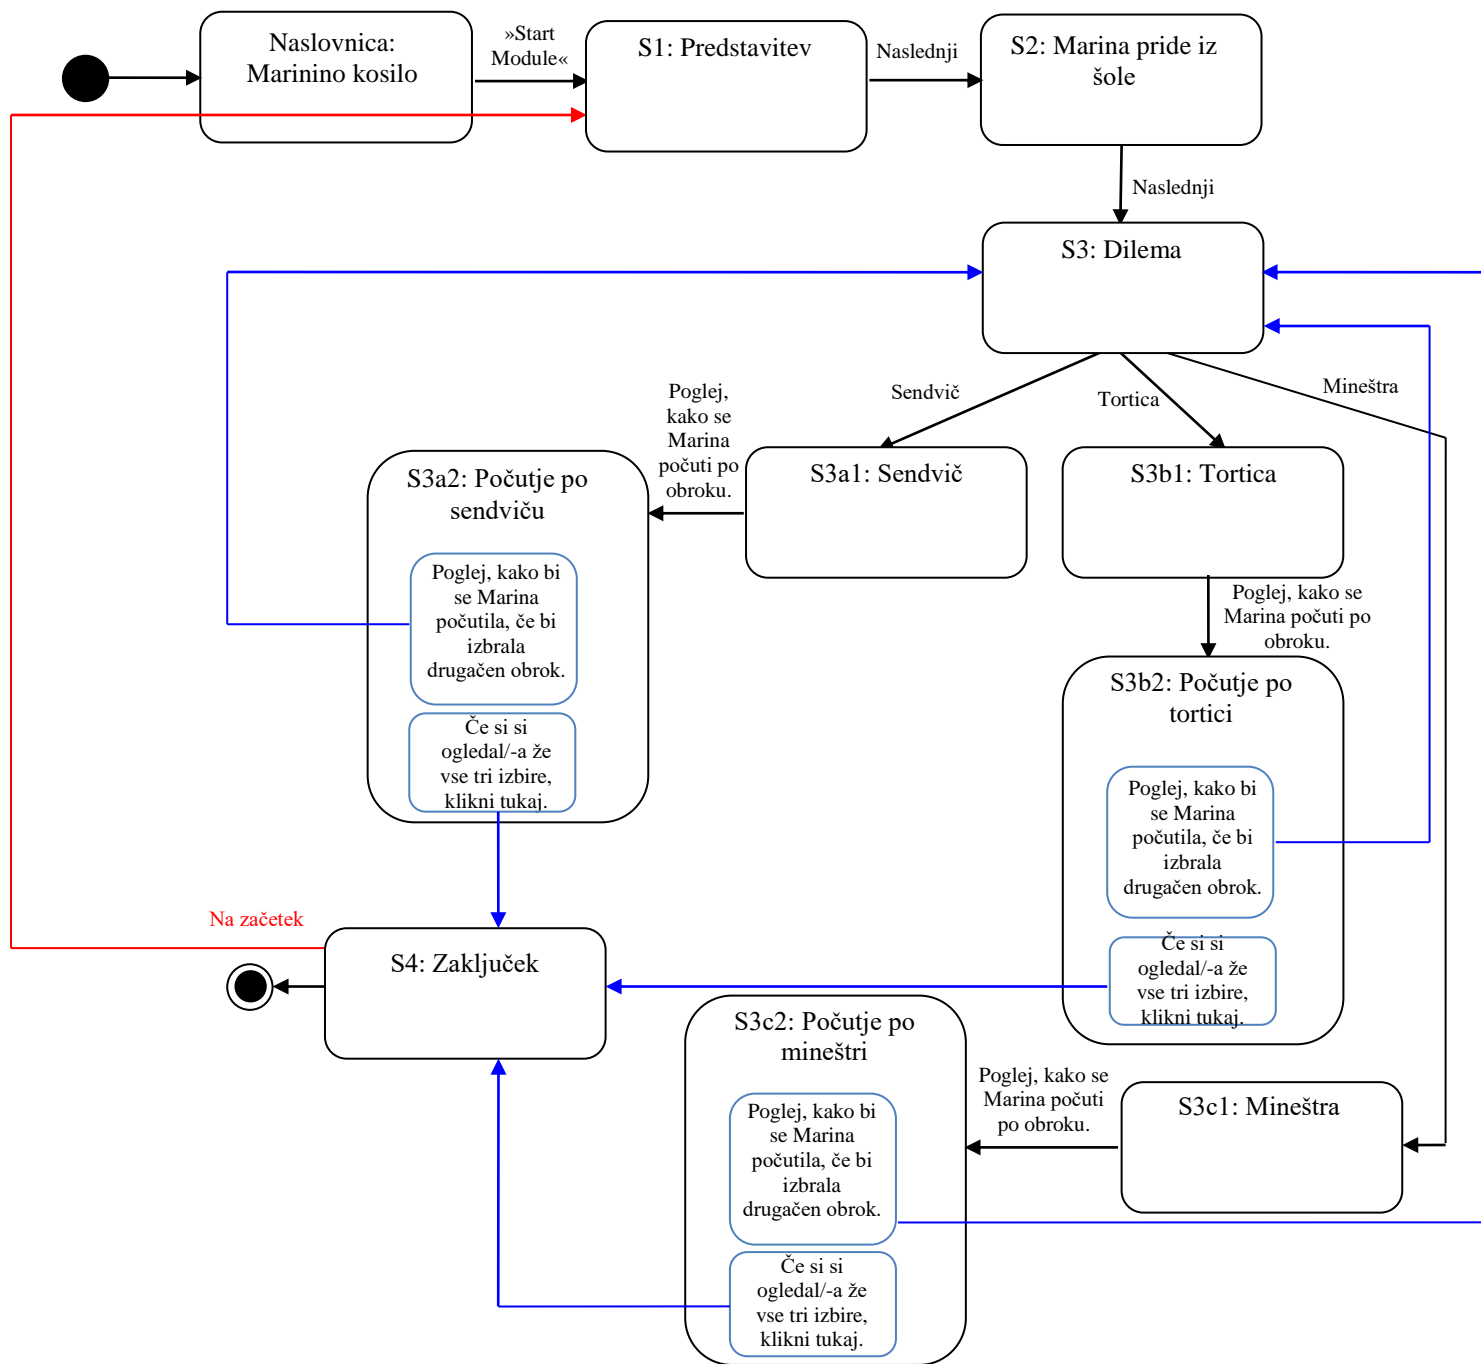 Naslovnica:
Marinino kosilo
»Start
Module«
S1: Predstavitev
Naslednji
S2: Marina pride iz
šole
Naslednji
S3: Dilema
Sendvič
Tortica
Mineštra
Poglej,
kako se
Marina
počuti po
obroku.
S3a1: Sendvič
S3b1: Tortica
S3a2: Počutje po
sendviču
Poglej, kako bi
se Marina
počutila, če bi
izbrala
drugačen obrok.
Če si si
ogledal/-a že
vse tri izbire,
klikni tukaj.
Poglej, kako se
Marina počuti po
obroku.
S3b2: Počutje po
tortici
Poglej, kako bi
se Marina
počutila, če bi
izbrala
drugačen obrok.
Če si si
ogledal/-a že
vse tri izbire,
klikni tukaj.
Na začetek
S4: Zaključek
S3c2: Počutje po
mineštri
Poglej, kako bi
se Marina
počutila, če bi
izbrala
drugačen obrok.
Če si si
ogledal/-a že
vse tri izbire,
klikni tukaj.
Poglej, kako se
Marina počuti
po obroku.
S3c1: Mineštra